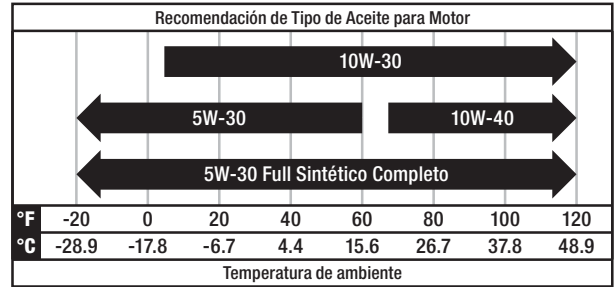 Recomendación de Tipo de Aceite para Motor
10W-30
5W-30 10W-40
5W-30 Full Sintético Completo
°F -20 0 20 40 60 80 100 120
°C -28.9 -17.8 -6.7 4.4 15.6 26.7 37.8 48.9
Temperatura de ambiente